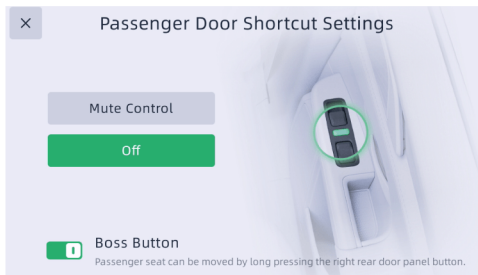 Passenger Door Shortcut Settings
Mute Control
Off
Boss Button
Passenger seat can be moved by long pressing the right rear door panel button.